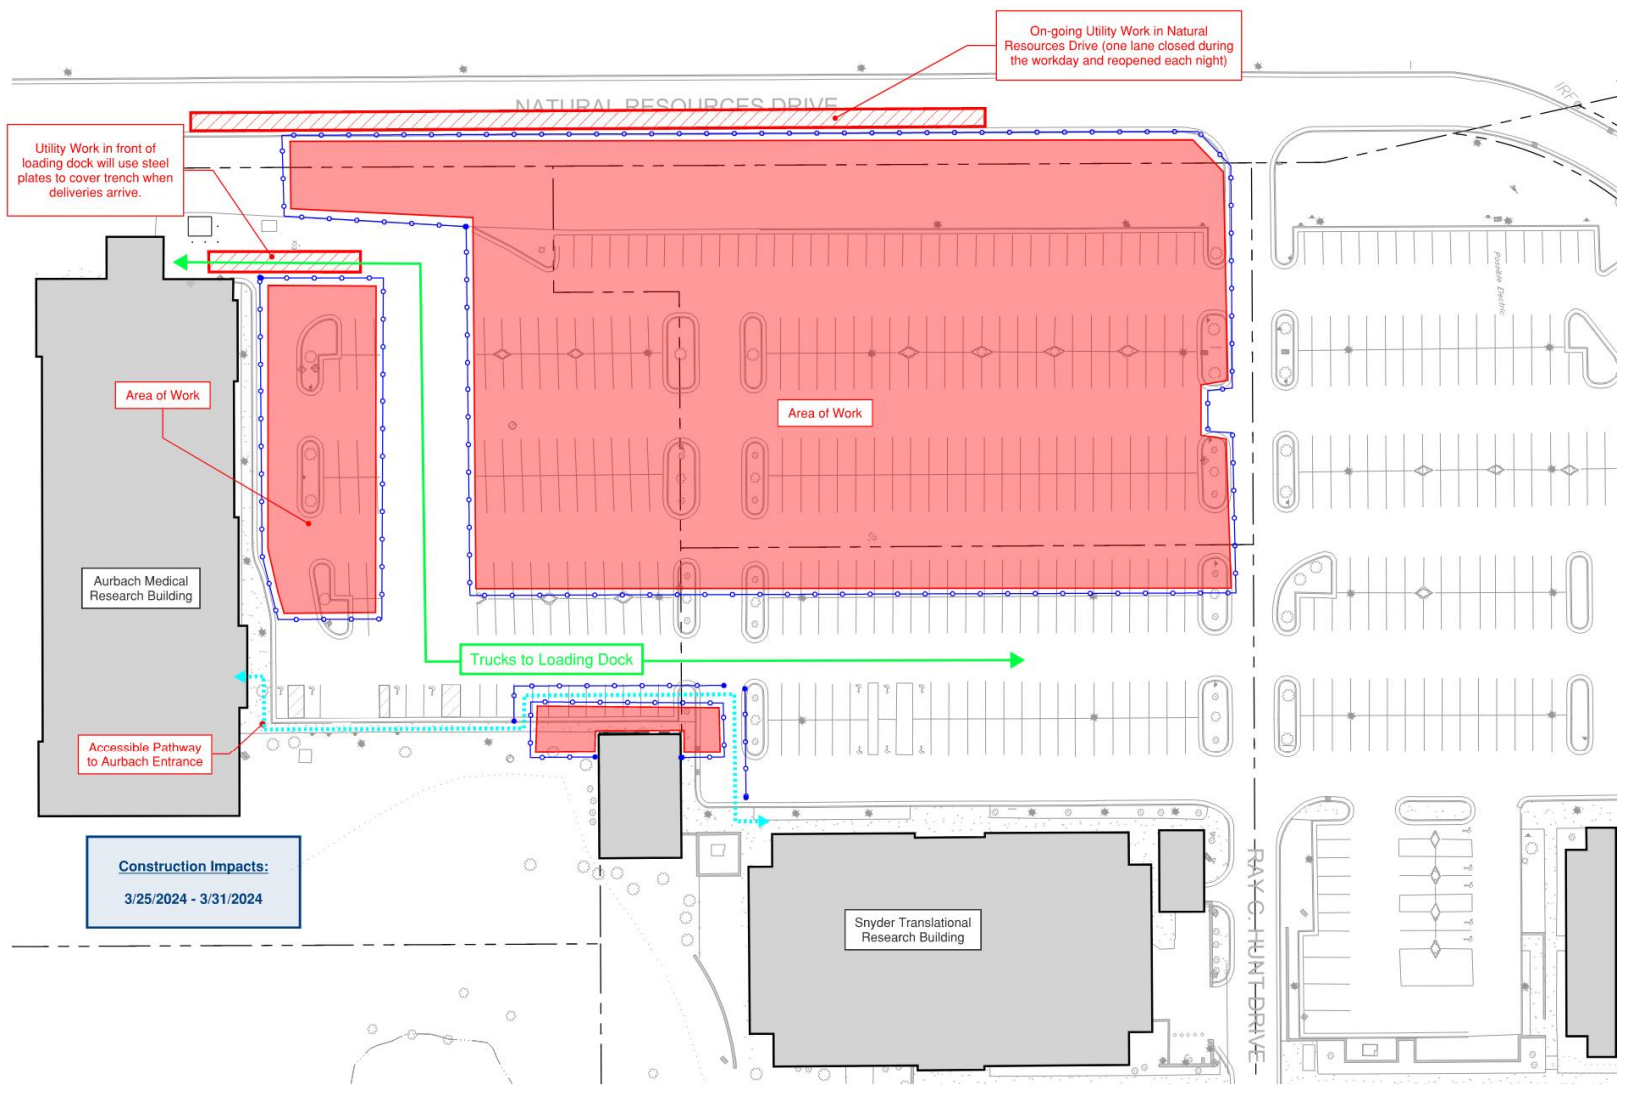 On-going Utility Work in Natural
Resources Drive (one lane closed during
the workday and reopened each night)
NATURAL RESOURCES DRIVE
Utility Work in front of
loading dock will use steel
plates to cover trench when
deliveries arrive.
Possible Electric
Area of Work
Area of Work
Aurbach Medical
Research Building
Trucks to Loading Dock
Accessible Pathway
to Aurbach Entrance
Construction Impacts:
3/25/2024 - 3/31/2024
Snyder Translational
Research Building
RAY C. HUNT DRIVE